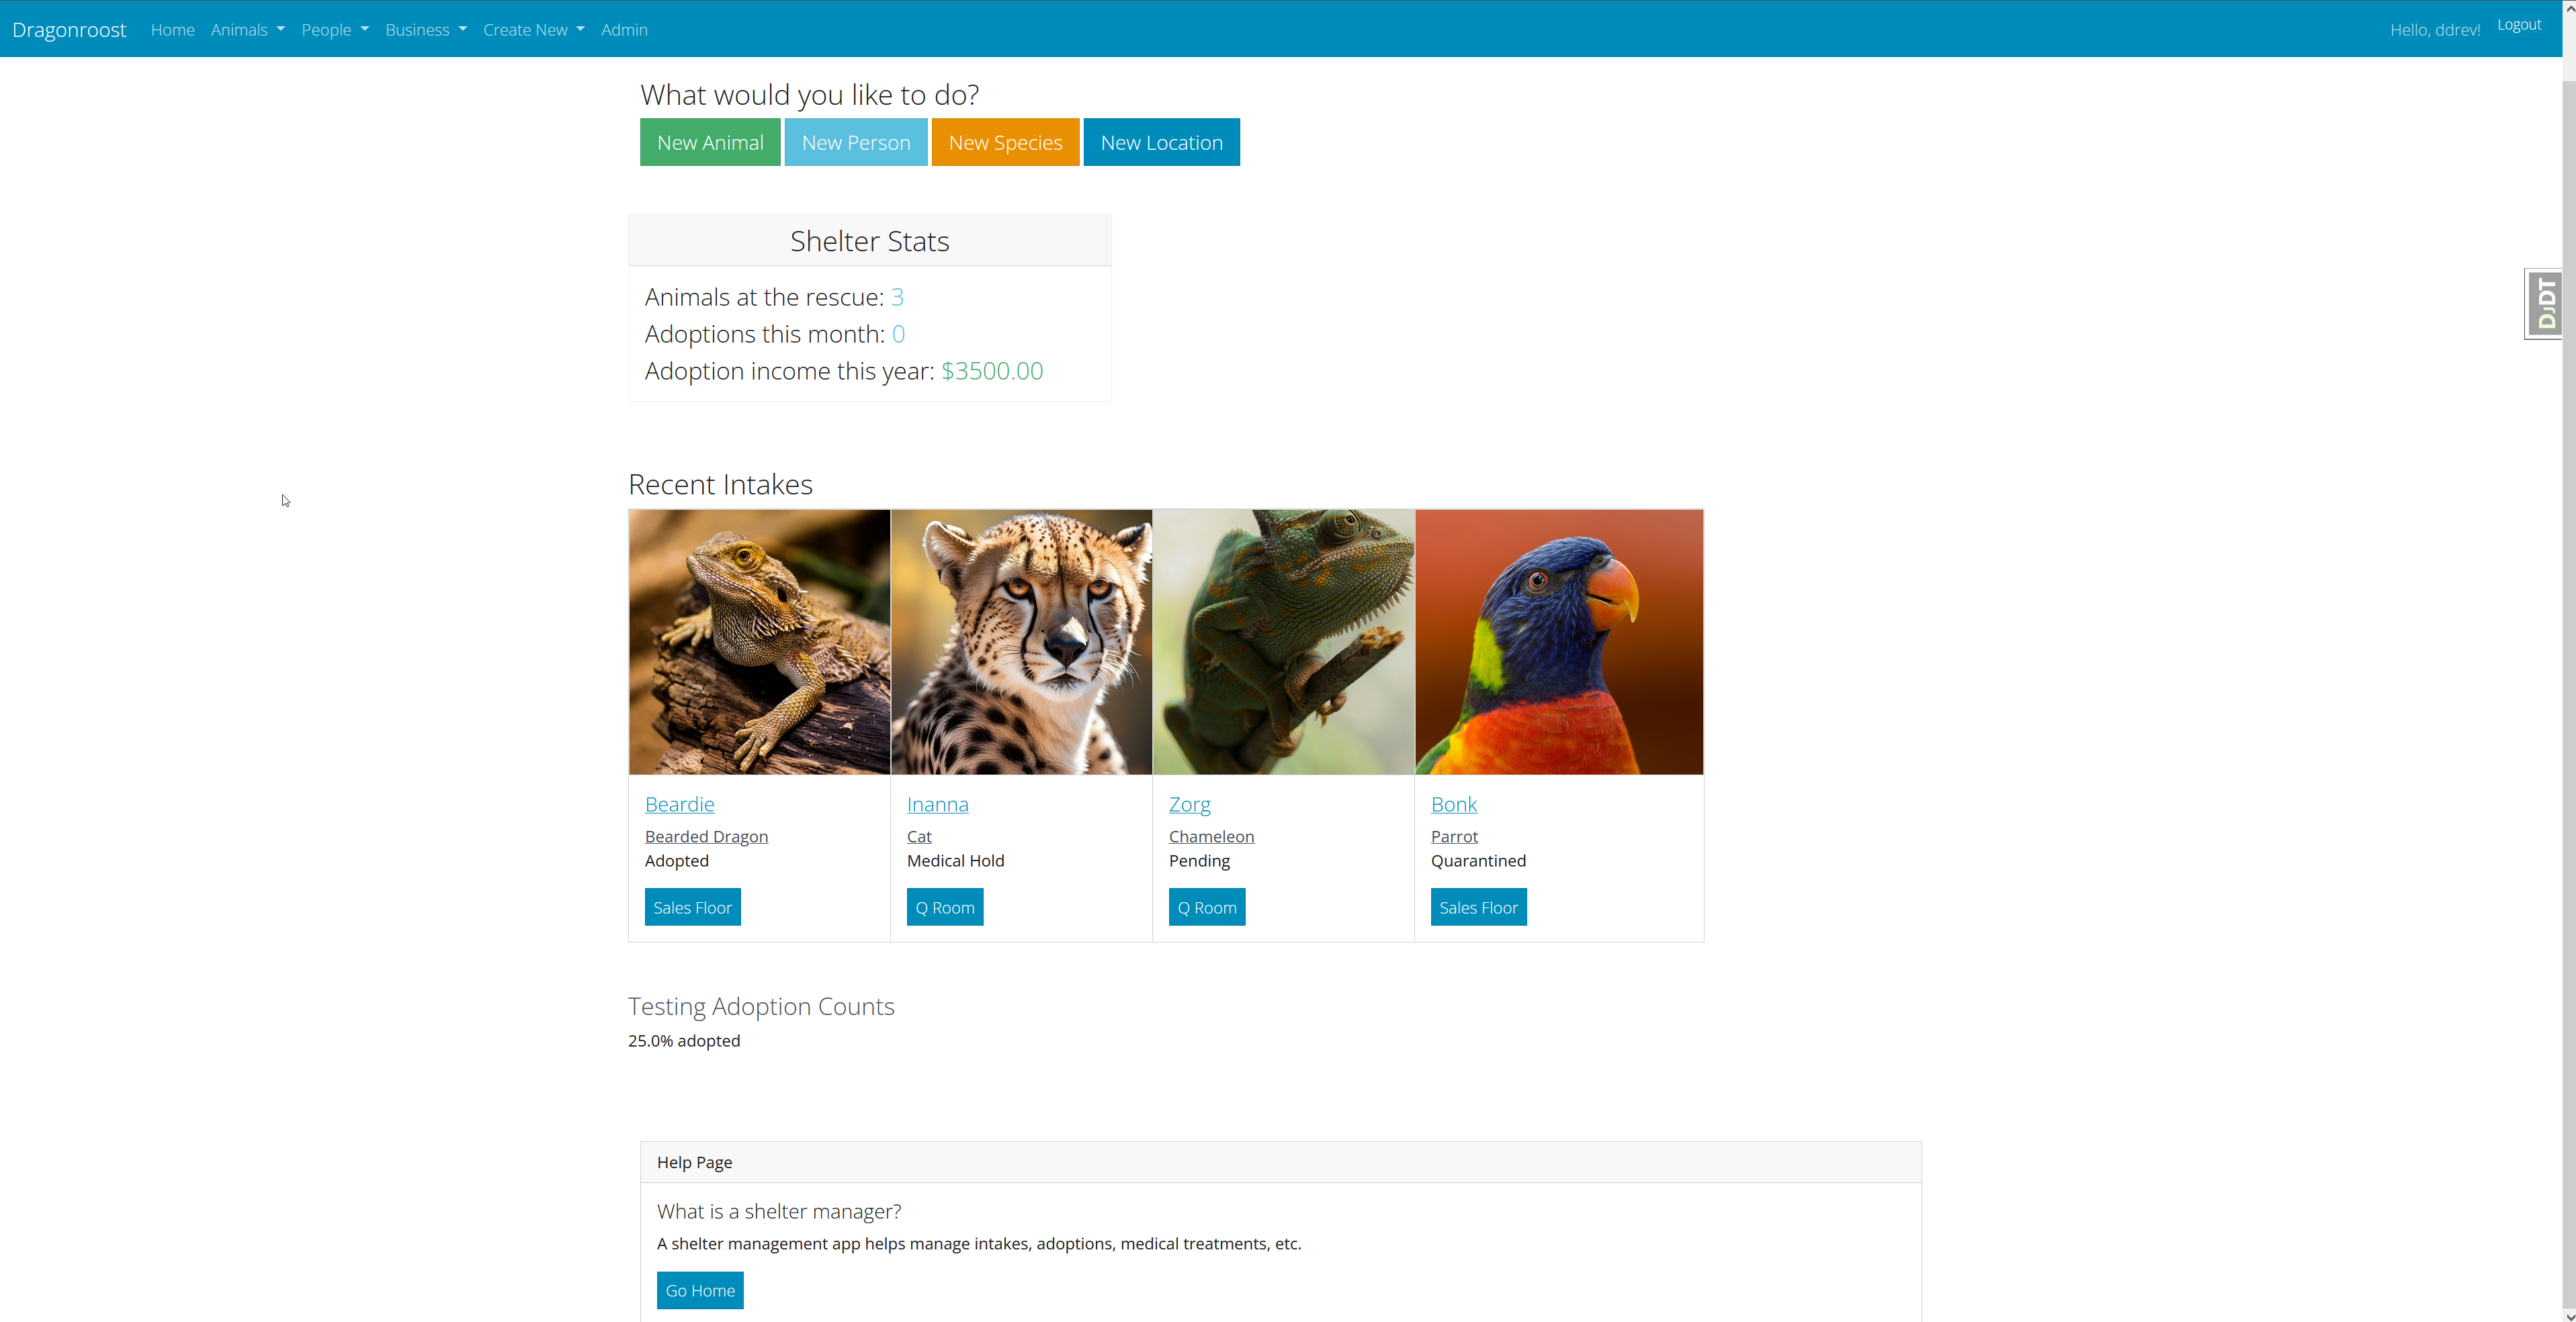 Dragonroost Home Animals People Business Create New Admin Hello, ddrev! Logout
What would you like to do?
New Animal New Person New Species New Location
Shelter Stats
Animals at the rescue: 3
Adoptions this month: 0
Adoption income this year: $3500.00
DJDT
Recent Intakes
Beardie
Bearded Dragon
Adopted
Sales Floor
Inanna
Cat
Medical Hold
Q Room
Zorg
Chameleon
Pending
Q Room
Bonk
Parrot
Quarantined
Sales Floor
Testing Adoption Counts
25.0% adopted
Help Page
What is a shelter manager?
A shelter management app helps manage intakes, adoptions, medical treatments, etc.
Go Home